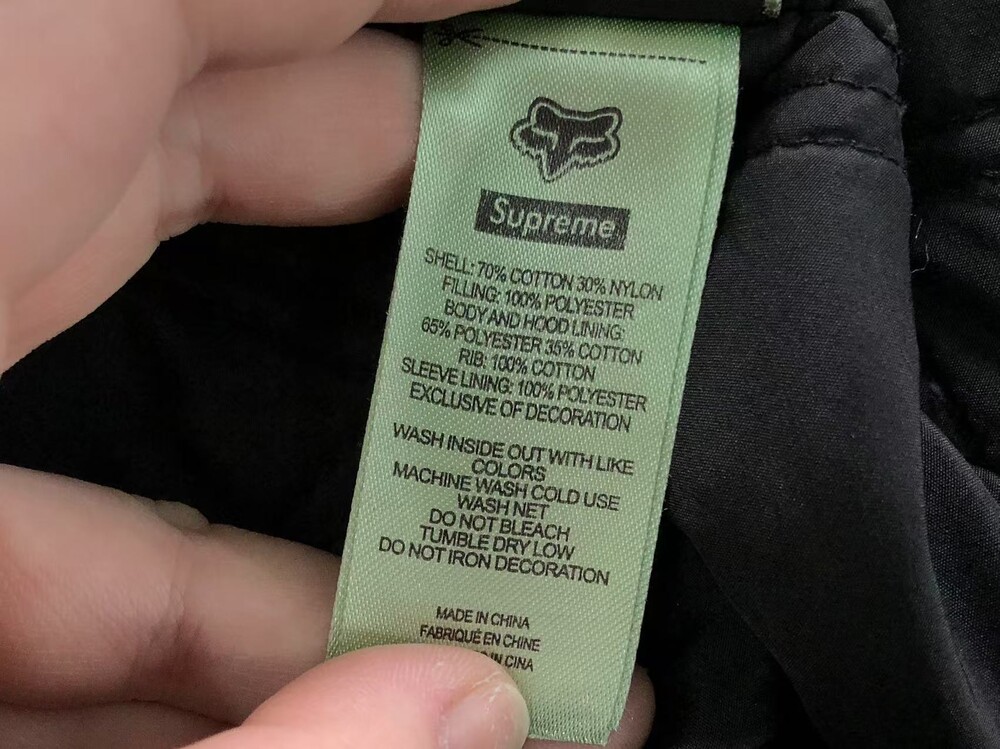 Supreme
SHELL: 70% COTTON 30% NYLON
FILLING: 100% POLYESTER
BODY AND HOOD LINING:
65% POLYESTER 35% COTTON
RIB: 100% COTTON
SLEEVE LINING: 100% POLYESTER
EXCLUSIVE OF DECORATION
WASH INSIDE OUT WITH LIKE
COLORS
MACHINE WASH COLD USE
WASH NET
DO NOT BLEACH
TUMBLE DRY LOW
DO NOT IRON DECORATION
MADE IN CHINA
FABRIQUÉ EN CHINE
IN CINA